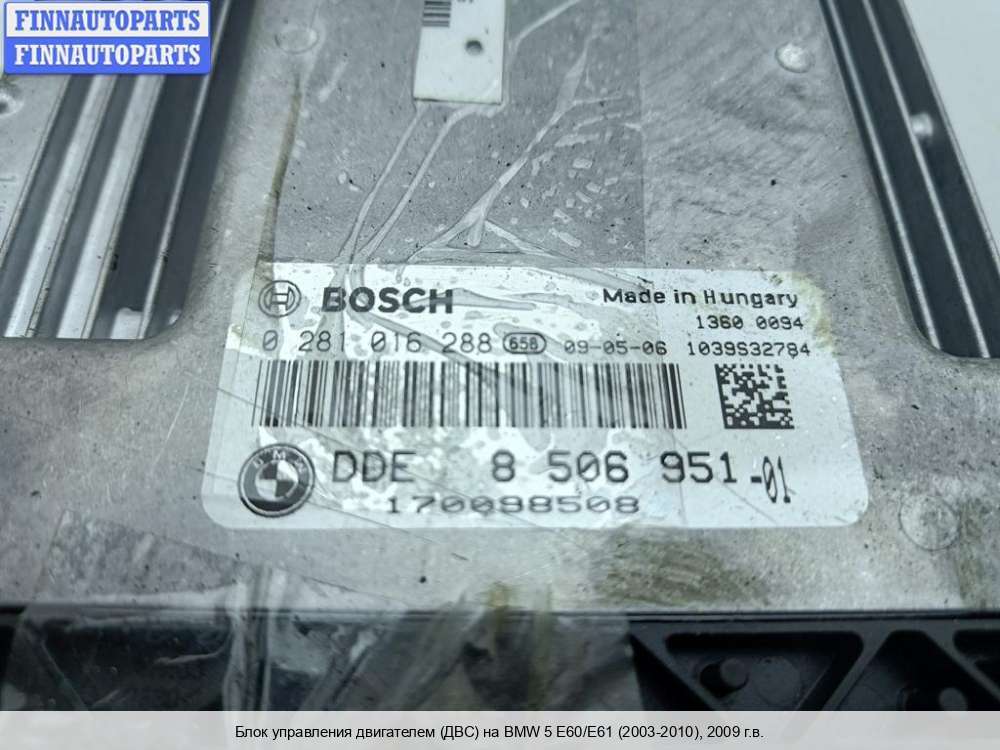 FINNAUTOPARTS
FINNAUTOPARTS
BOSCH
Made in Hungary
1360 0094
0 281 016 288 658 09-05-06 1039S32784
BMW
DDE 8 506 951-01
170098508
Блок управления двигателем (ДВС) на BMW 5 E60/E61 (2003-2010), 2009 г.в.